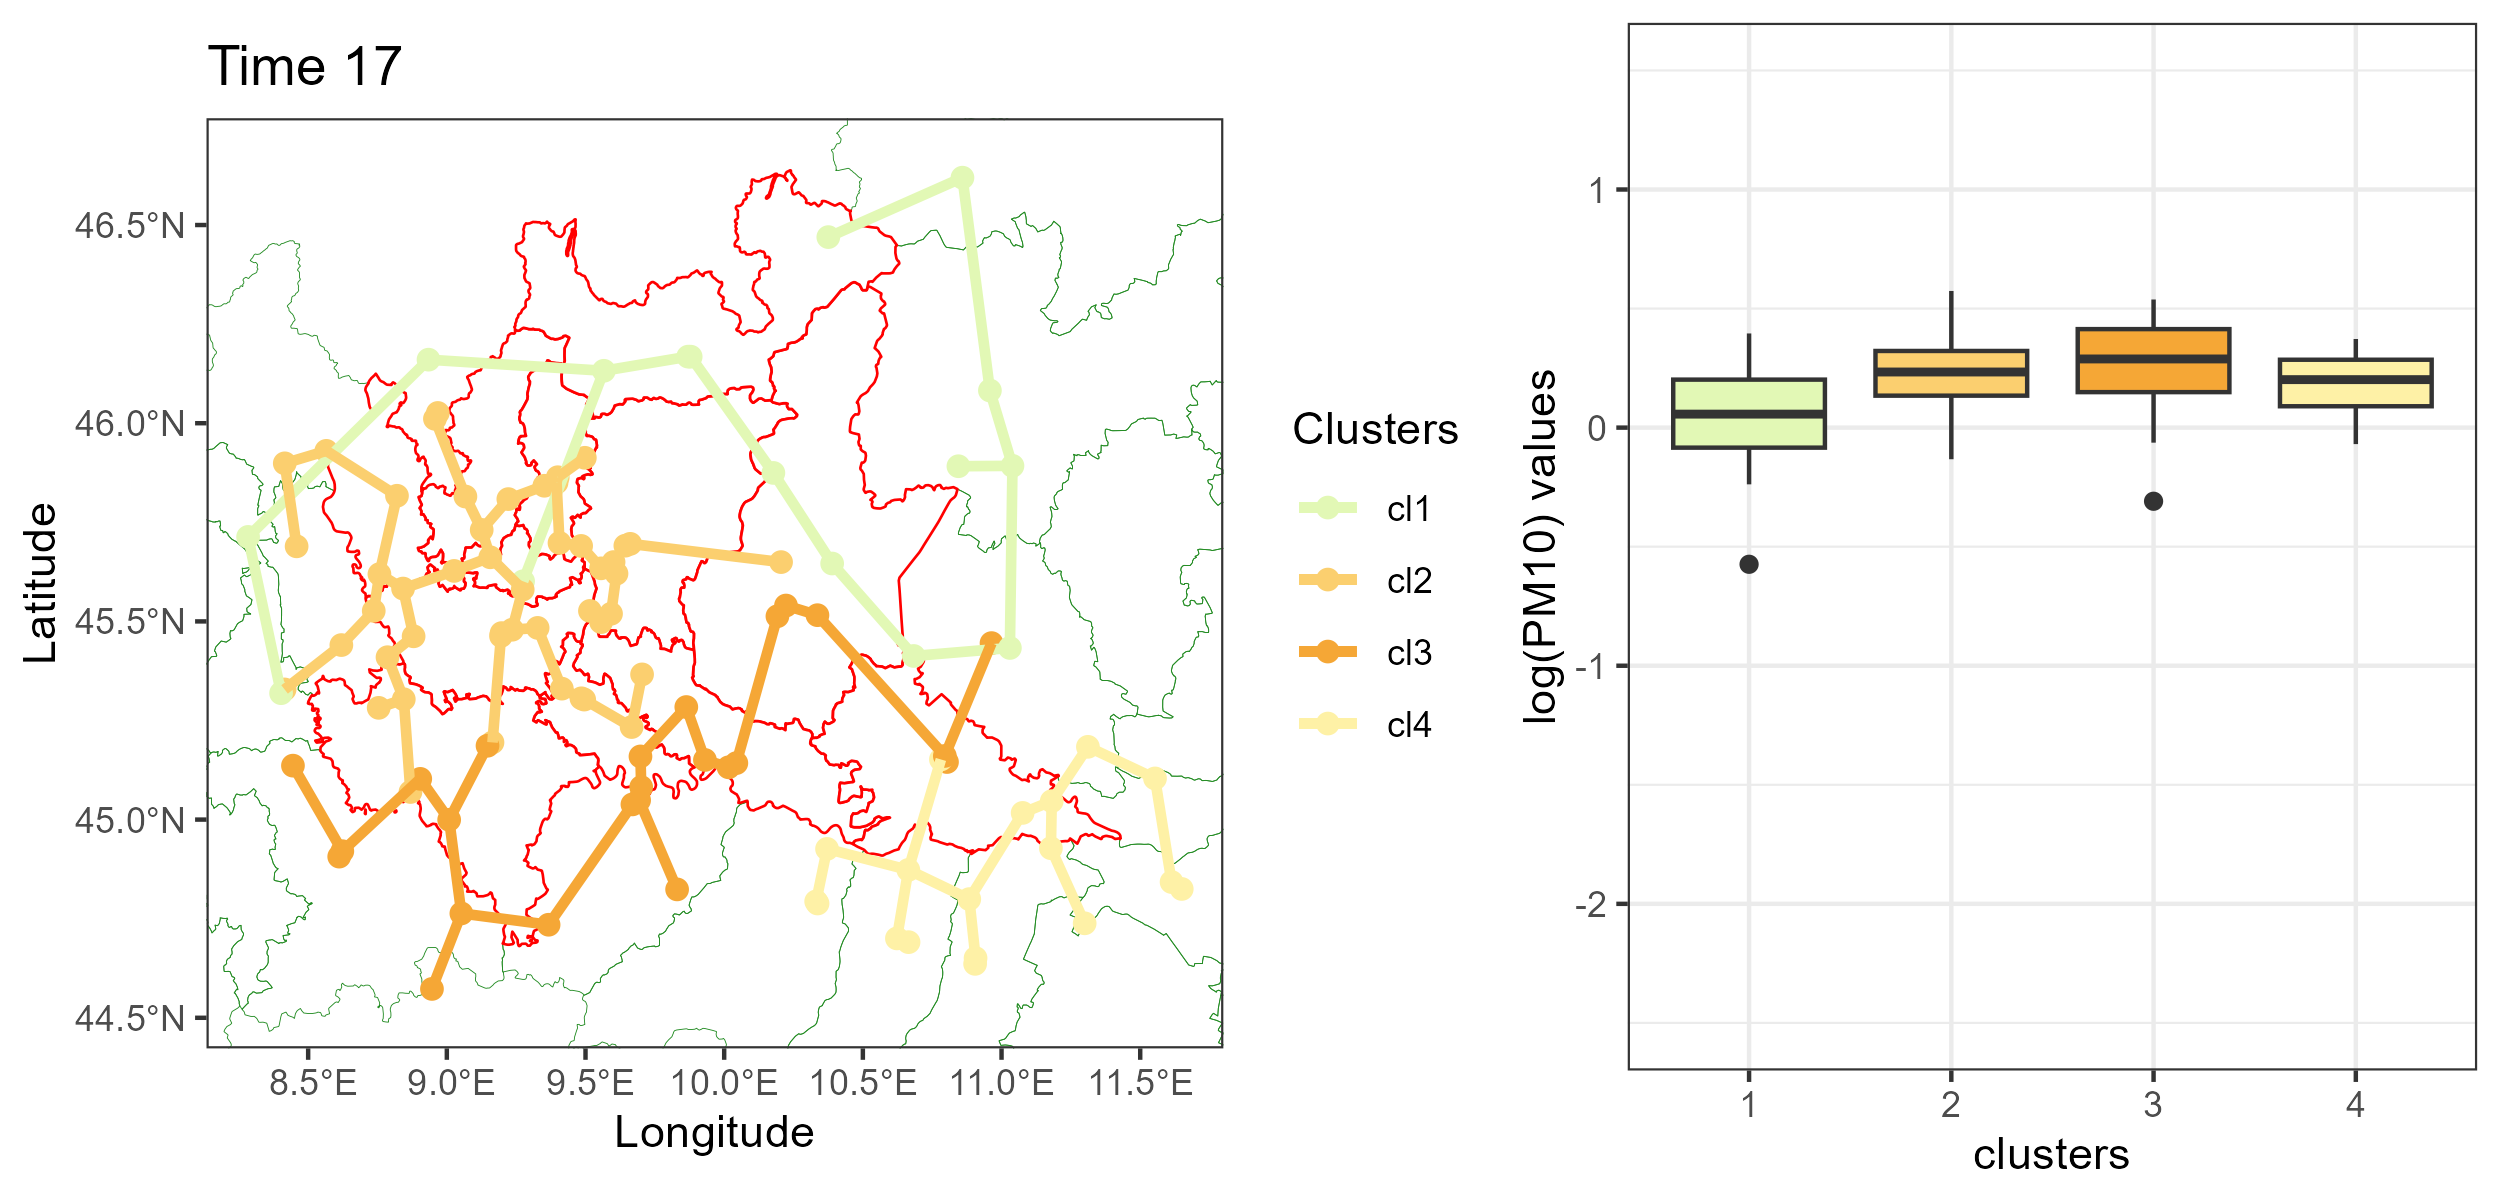 Time 17
46.5°N
46.0°N
45.5°N
45.0°N
44.5°N
Latitude
8.5°E
9.0°E
9.5°E
10.0°E
10.5°E
11.0°E
11.5°E
Longitude
Clusters
cl1
cl2
cl3
cl4
log(PM10) values
1
0
-1
-2
1
2
3
4
clusters